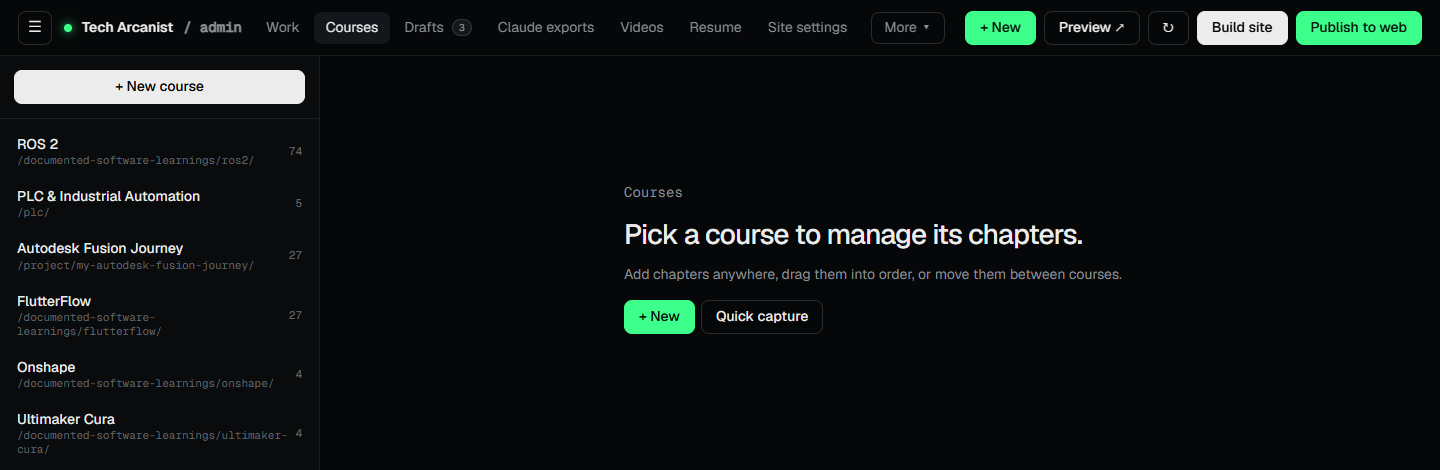 ☰ Tech Arcanist / admin Work Courses Drafts 3 Claude exports Videos Resume Site settings More ▾ + New Preview ↗ ↻ Build site Publish to web
+ New course
ROS 2
/documented-software-learnings/ros2/
74
PLC & Industrial Automation
/plc/
5
Autodesk Fusion Journey
/project/my-autodesk-fusion-journey/
27
FlutterFlow
/documented-software-
learnings/flutterflow/
27
Onshape
/documented-software-learnings/onshape/
4
Ultimaker Cura
/documented-software-learnings/ultimaker-
cura/
4
Courses
Pick a course to manage its chapters.
Add chapters anywhere, drag them into order, or move them between courses.
+ New Quick capture